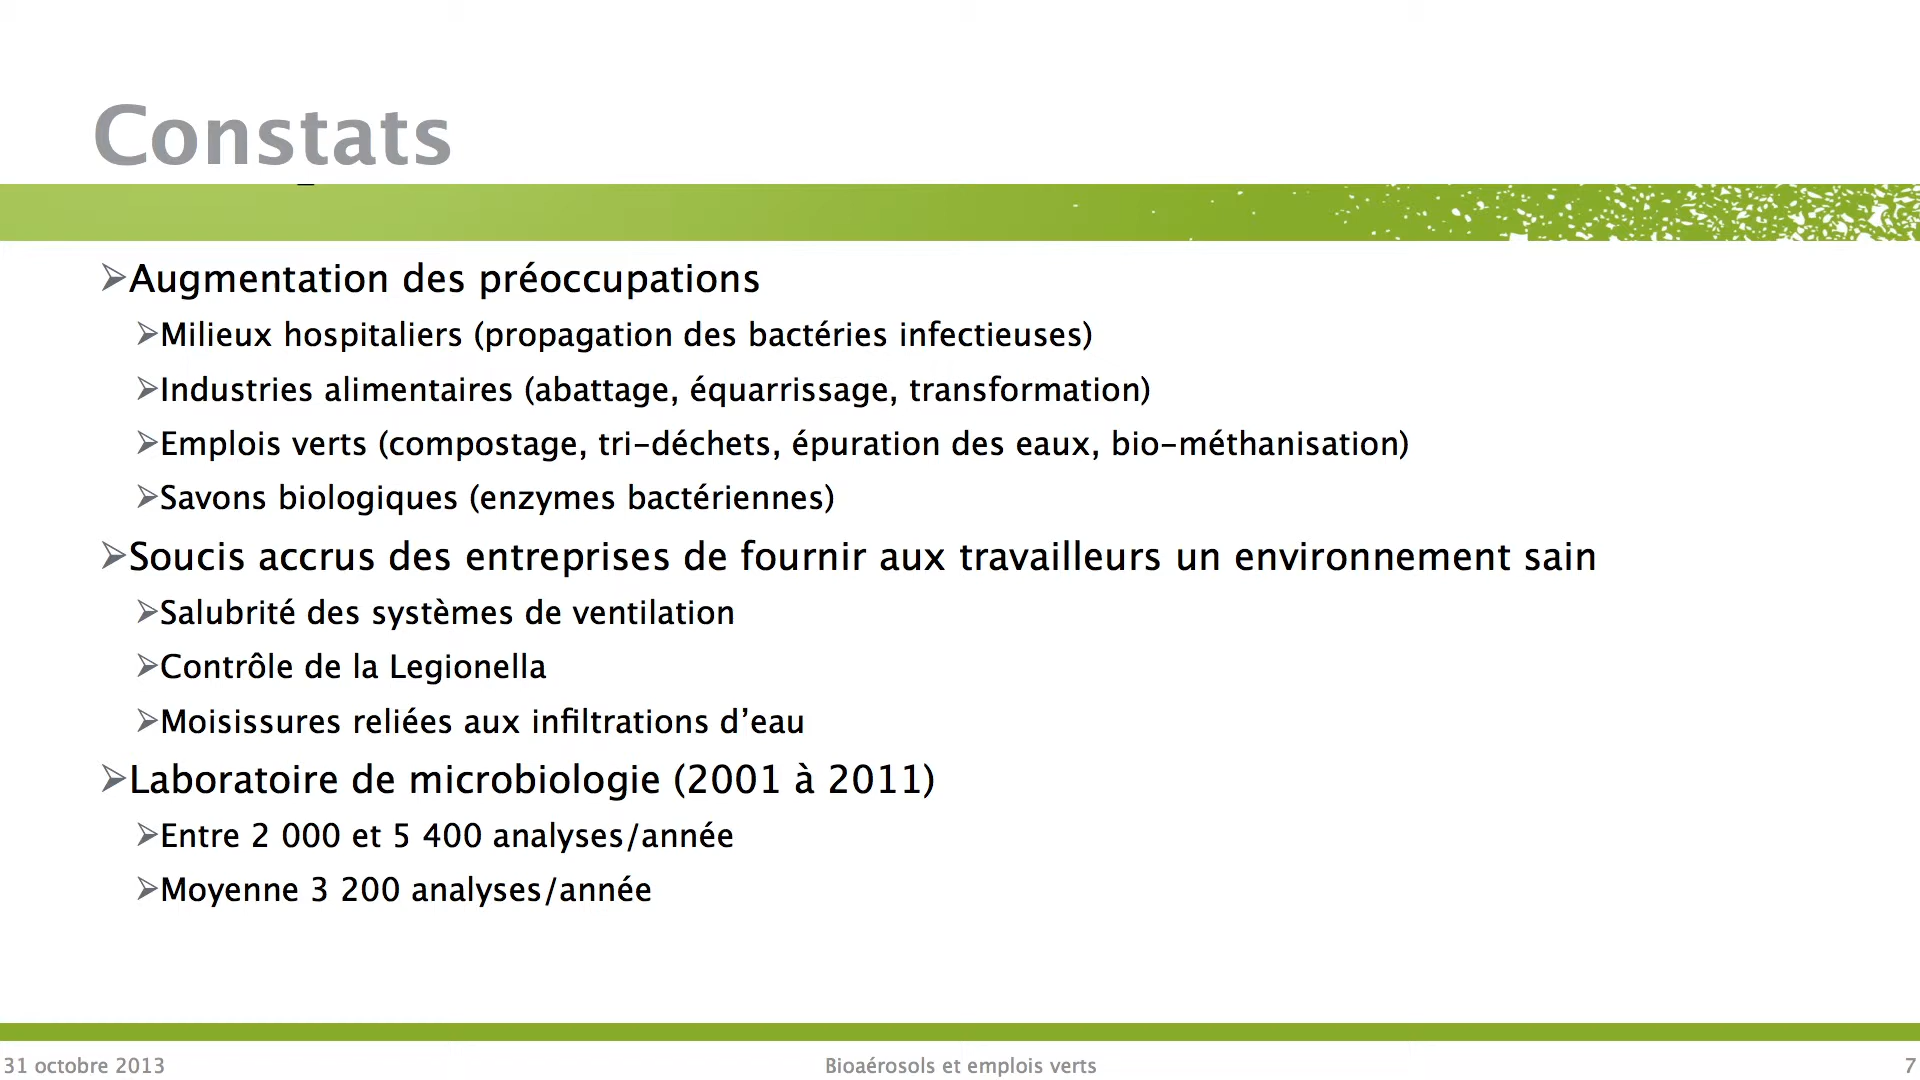 Constats
Augmentation des préoccupations
Milieux hospitaliers (propagation des bactéries infectieuses)
Industries alimentaires (abattage, équarrissage, transformation)
Emplois verts (compostage, tri-déchets, épuration des eaux, bio-méthanisation)
Savons biologiques (enzymes bactériennes)
Soucis accrus des entreprises de fournir aux travailleurs un environnement sain
Salubrité des systèmes de ventilation
Contrôle de la Legionella
Moisissures reliées aux infiltrations d’eau
Laboratoire de microbiologie (2001 à 2011)
Entre 2 000 et 5 400 analyses/année
Moyenne 3 200 analyses/année
31 octobre 2013
Bioaérosols et emplois verts
7